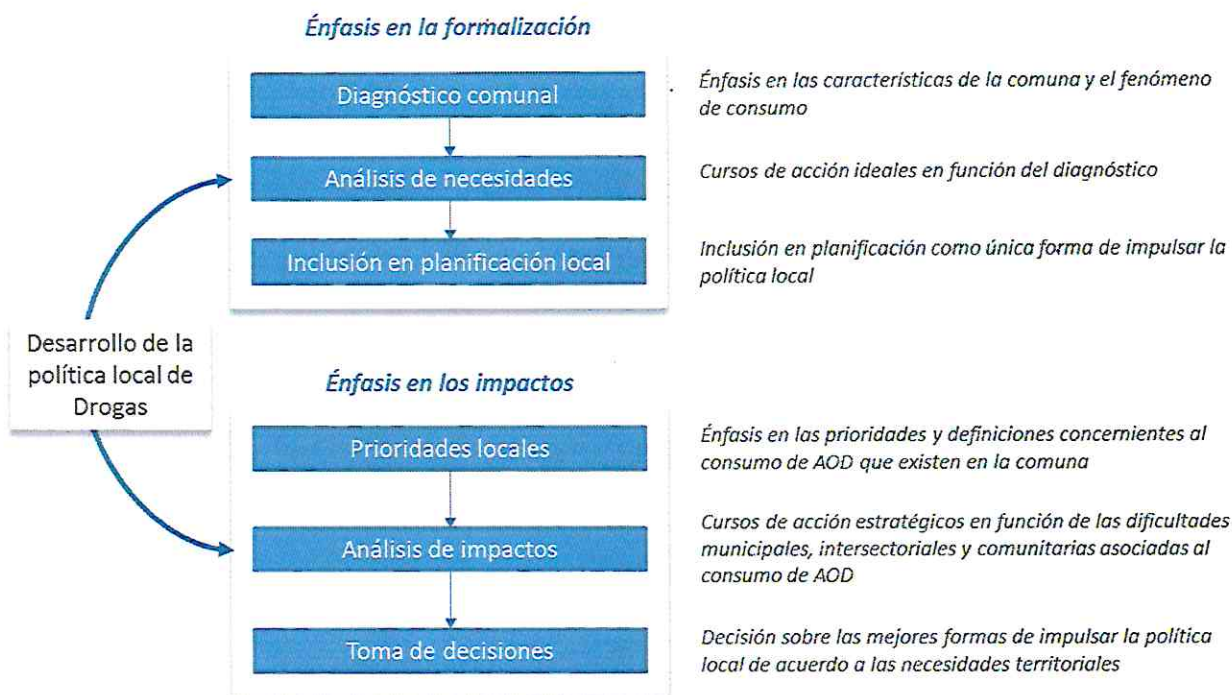 Énfasis en la formalización
Diagnóstico comunal
Énfasis en las características de la comuna y el fenómeno
de consumo
Análisis de necesidades
Cursos de acción ideales en función del diagnóstico
Inclusión en planificación local
Inclusión en planificación como única forma de impulsar la
política local
Desarrollo de la
política local de
Drogas
Énfasis en los impactos
Prioridades locales
Énfasis en las prioridades y definiciones concernientes al
consumo de AOD que existen en la comuna
Análisis de impactos
Cursos de acción estratégicos en función de las dificultades
municipales, intersectoriales y comunitarias asociadas al
consumo de AOD
Toma de decisiones
Decisión sobre las mejores formas de impulsar la política
local de acuerdo a las necesidades territoriales